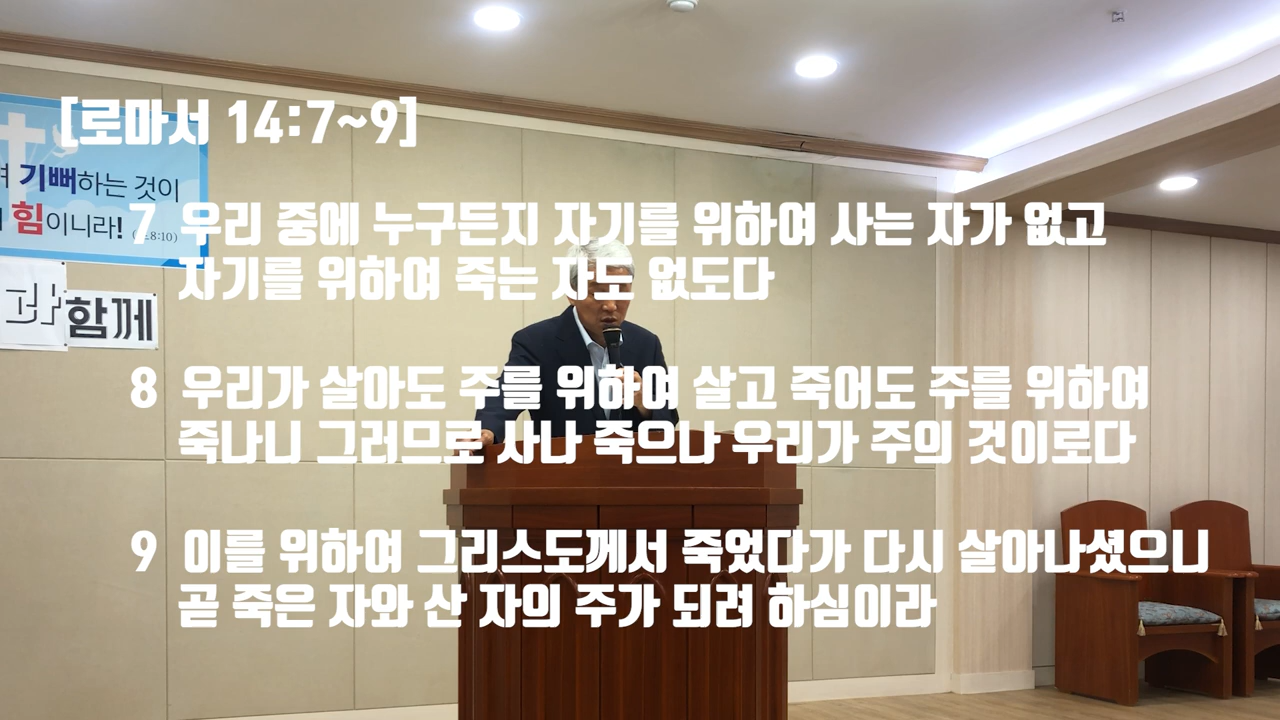 [로마서 14:7~9]
기뻐하는 것이
힘이니라! 8:10)
함께
7 우리 중에 누구든지 자기를 위하여 사는 자가 없고
자기를 위하여 죽는 자도 없도다
8 우리가 살아도 주를 위하여 살고 죽어도 주를 위하여
죽나니 그러므로 사나 죽으나 우리가 주의 것이로다
9 이를 위하여 그리스도께서 죽었다가 다시 살아나셨으니
곧 죽은 자와 산 자의 주가 되려 하심이라